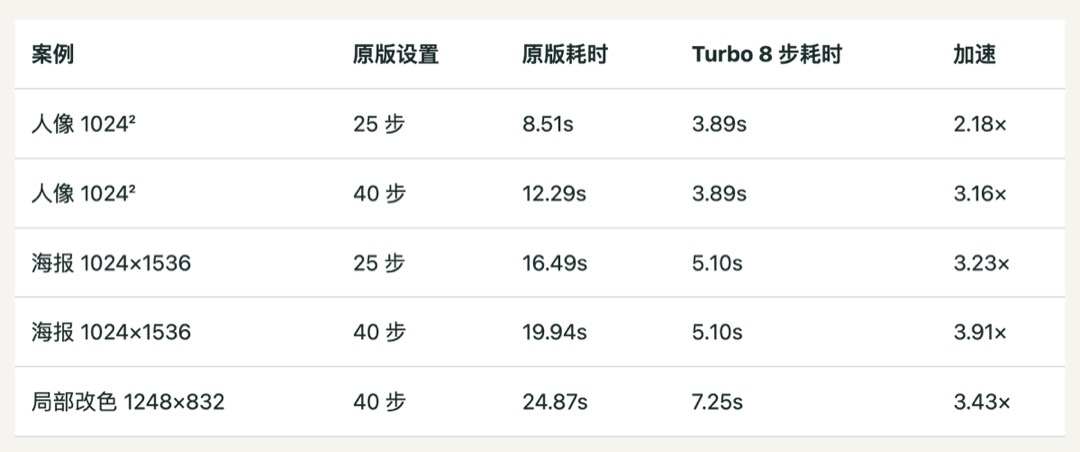 案例 原版设置 原版耗时 Turbo 8 步耗时 加速
人像 1024² 25 步 8.51s 3.89s 2.18×
人像 1024² 40 步 12.29s 3.89s 3.16×
海报 1024×1536 25 步 16.49s 5.10s 3.23×
海报 1024×1536 40 步 19.94s 5.10s 3.91×
局部改色 1248×832 40 步 24.87s 7.25s 3.43×